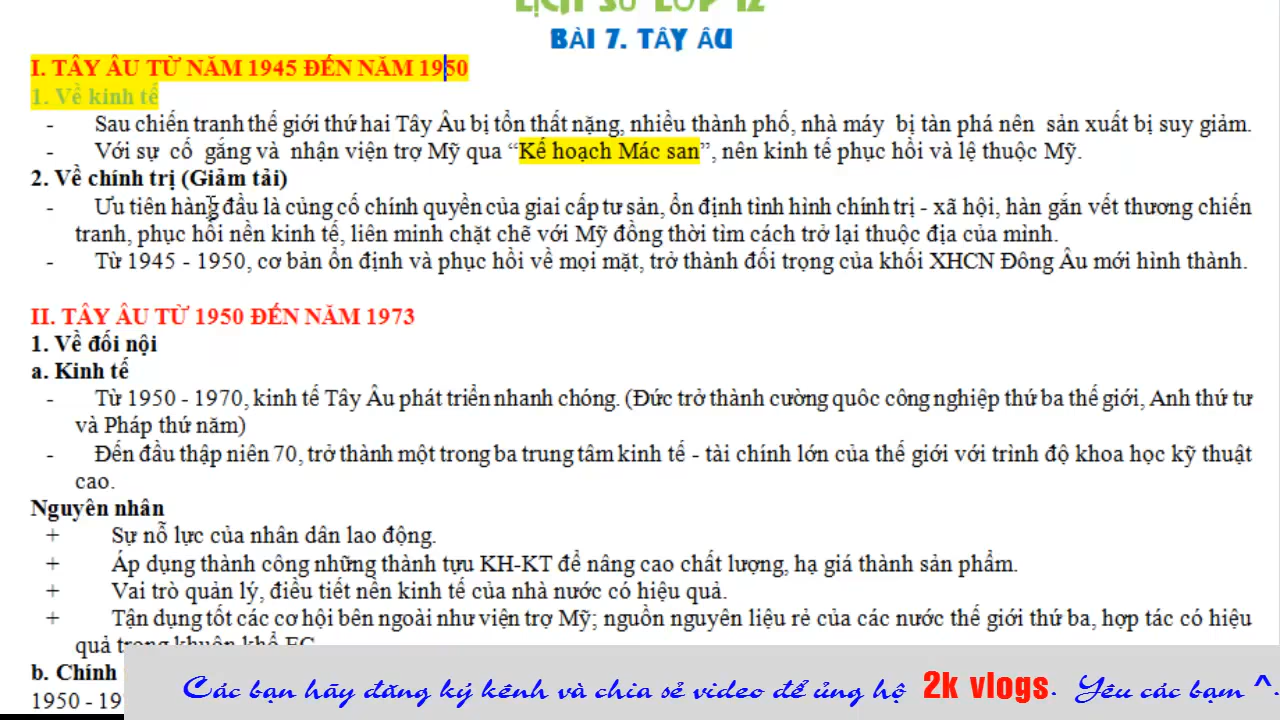 LỊCH SỬ LỚP 12
BÀI 7. TÂY ÂU
I. TÂY ÂU TỪ NĂM 1945 ĐẾN NĂM 1950
1. Về kinh tế
- Sau chiến tranh thế giới thứ hai Tây Âu bị tổn thất nặng, nhiều thành phố, nhà máy bị tàn phá nên sản xuất bị suy giảm.
- Với sự cố gắng và nhận viện trợ Mỹ qua “Kế hoạch Mác san”, nên kinh tế phục hồi và lệ thuộc Mỹ.
2. Về chính trị (Giảm tải)
- Ưu tiên hàng đầu là củng cố chính quyền của giai cấp tư sản, ổn định tình hình chính trị - xã hội, hàn gắn vết thương chiến
tranh, phục hồi nền kinh tế, liên minh chặt chẽ với Mỹ đồng thời tìm cách trở lại thuộc địa của mình.
- Từ 1945 - 1950, cơ bản ổn định và phục hồi về mọi mặt, trở thành đối trọng của khối XHCN Đông Âu mới hình thành.
II. TÂY ÂU TỪ 1950 ĐẾN NĂM 1973
1. Về đối nội
a. Kinh tế
- Từ 1950 - 1970, kinh tế Tây Âu phát triển nhanh chóng. (Đức trở thành cường quôc công nghiệp thứ ba thế giới, Anh thứ tư
và Pháp thứ năm)
- Đến đầu thập niên 70, trở thành một trong ba trung tâm kinh tế - tài chính lớn của thế giới với trình độ khoa học kỹ thuật
cao.
Nguyên nhân
+ Sự nỗ lực của nhân dân lao động.
+ Áp dụng thành công những thành tựu KH-KT để nâng cao chất lượng, hạ giá thành sản phẩm.
+ Vai trò quản lý, điều tiết nền kinh tế của nhà nước có hiệu quả.
+ Tận dụng tốt các cơ hội bên ngoài như viện trợ Mỹ; nguồn nguyên liệu rẻ của các nước thế giới thứ ba, hợp tác có hiệu
quả trong khuôn khổ EC.
b. Chính
1950 - 19
Các bạn hãy đăng ký kênh và chia sẻ video để ủng hộ 2k vlogs. Yêu các bạm ^.